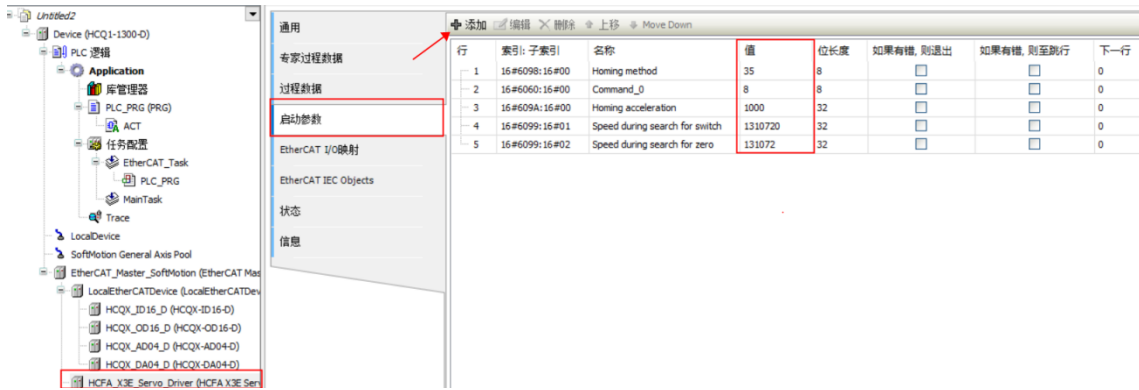 Untitled2
Device (HCQ1-1300-D)
PLC 逻辑
Application
库管理器
PLC_PRG (PRG)
ACT
任务配置
EtherCAT_Task
PLC_PRG
MainTask
Trace
LocalDevice
SoftMotion General Axis Pool
EtherCAT_Master_SoftMotion (EtherCAT Mas
LocalEtherCATDevice (LocalEtherCATDev
HCQX_ID16_D (HCQX-ID16-D)
HCQX_OD16_D (HCQX-OD16-D)
HCQX_AD04_D (HCQX-AD04-D)
HCQX_DA04_D (HCQX-DA04-D)
HCFA_X3E_Servo_Driver (HCFA X3E Serv
通用
专家过程数据
过程数据
启动参数
EtherCAT I/O映射
EtherCAT IEC Objects
状态
信息
添加 编辑 删除 上移 Move Down
行 索引: 子索引 名称 值 位长度 如果有错, 则退出 如果有错, 则至跳行 下一行
1 16#6098:16#00 Homing method 35 8 0
2 16#6060:16#00 Command_0 8 8 0
3 16#609A:16#00 Homing acceleration 1000 32 0
4 16#6099:16#01 Speed during search for switch 1310720 32 0
5 16#6099:16#02 Speed during search for zero 131072 32 0